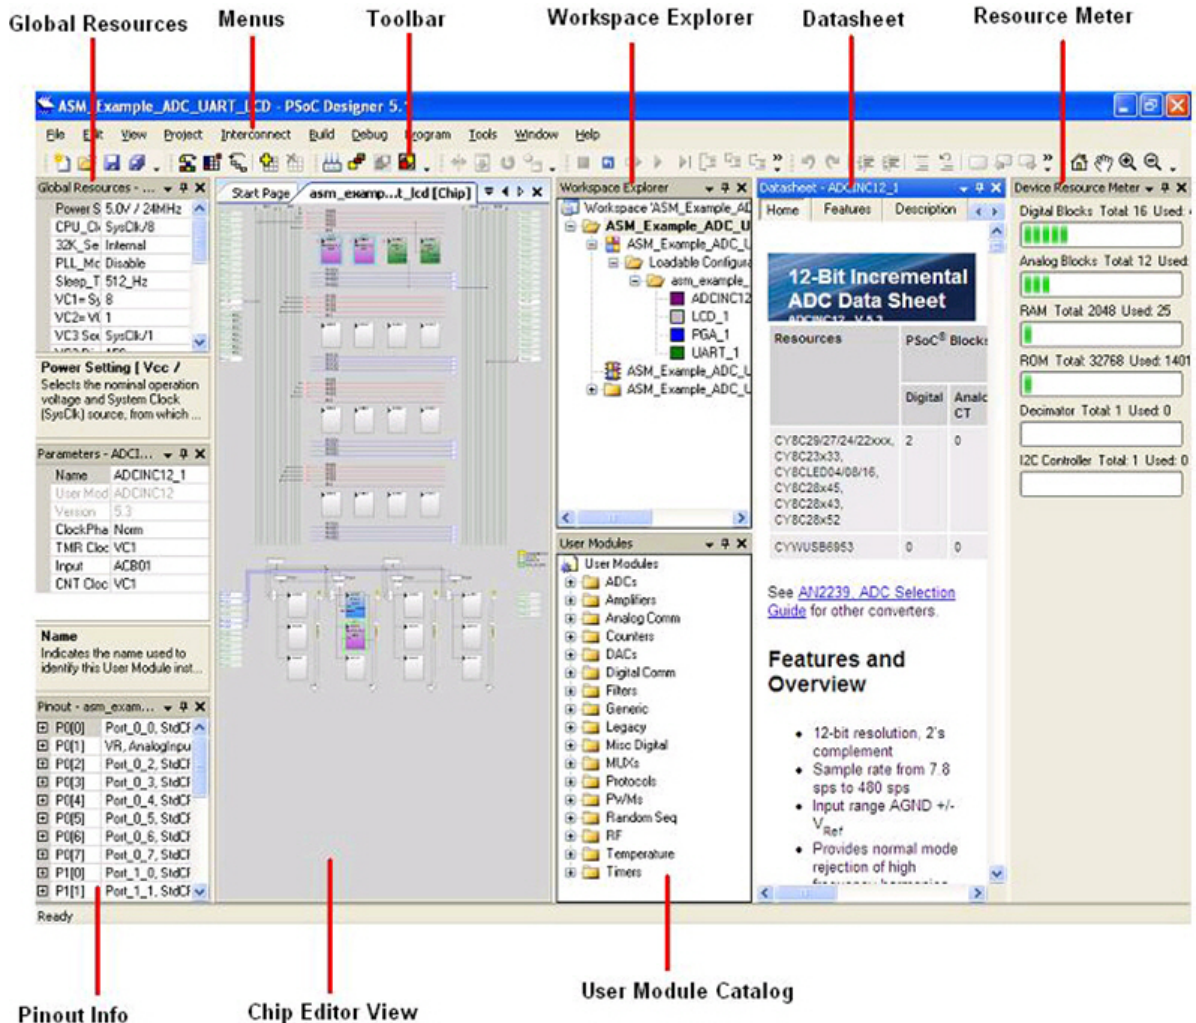 Global Resources
Menus
Toolbar
Workspace Explorer
Datasheet
Resource Meter
ASM_Example_ADC_UART_LCD - PSoC Designer 5.
File Edit View Project Interconnect Build Debug Program Tools Window Help
Global Resources - ...
Power S 5.0V / 24MHz
CPU_Cl SysClk/8
32K_Se Internal
PLL_Mc Disable
Sleep_T 512_Hz
VC1= Sy 8
VC2= V( 1
VC3 Sou SysClk/1
Power Setting [ Vcc /
Selects the nominal operation
voltage and System Clock
(SysClk) source, from which ...
Parameters - ADCI...
Name ADCINC12_1
User Mod ADCINC12
Version 5.3
ClockPha Norm
TMR Cloc VC1
Input ACB01
CNT Cloc VC1
Name
Indicates the name used to
identify this User Module inst...
Pinout - asm_exam...
P0[0] Port_0_0, StdCF
P0[1] VR, AnalogInpu
P0[2] Port_0_2, StdCF
P0[3] Port_0_3, StdCF
P0[4] Port_0_4, StdCF
P0[5] Port_0_5, StdCF
P0[6] Port_0_6, StdCF
P0[7] Port_0_7, StdCF
P1[0] Port_1_0, StdCF
P1[1] Port_1_1, StdCF
Ready
Start Page
asm_examp...t_lcd [Chip]
Workspace Explorer
Workspace 'ASM_Example_AD
ASM_Example_ADC_U
ASM_Example_ADC_U
Loadable Configura
asm_example_
ADCINC12
LCD_1
PGA_1
UART_1
ASM_Example_ADC_U
ASM_Example_ADC_U
User Modules
User Modules
ADCs
Amplifiers
Analog Comm
Counters
DACs
Digital Comm
Filters
Generic
Legacy
Misc Digital
MUXs
Protocols
PWMs
Random Seq
RF
Temperature
Timers
Datasheet - ADCINC12_1
Home Features Description
12-Bit Incremental
ADC Data Sheet
ADCINC12 V 5.3
Resources PSoC® Blocks
Digital Analo
CT
CY8C29/27/24/22xxx, 2 0
CY8C23x33,
CY8CLED04/08/16,
CY8C28x45,
CY8C28x43,
CY8C28x52
CYWUSB6953 0 0
See AN2239, ADC Selection
Guide for other converters.
Features and
Overview
• 12-bit resolution, 2's
complement
• Sample rate from 7.8
sps to 480 sps
• Input range AGND +/-
VRef
• Provides normal mode
rejection of high
frequency harmonics
Device Resource Meter
Digital Blocks Total: 16 Used:
Analog Blocks Total: 12 Used
RAM Total: 2048 Used: 25
ROM Total: 32768 Used: 1401
Decimator Total: 1 Used: 0
I2C Controller Total: 1 Used: 0
Pinout Info
Chip Editor View
User Module Catalog